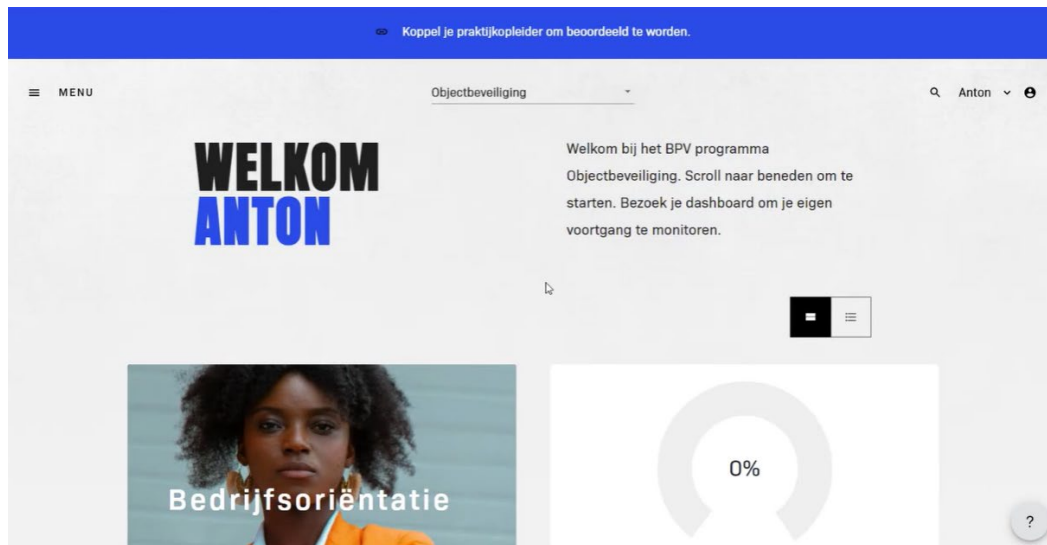 Koppel je praktijkopleider om beoordeeld te worden.
MENU
Objectbeveiliging
Anton
WELKOM
ANTON
Welkom bij het BPV programma
Objectbeveiliging. Scroll naar beneden om te
starten. Bezoek je dashboard om je eigen
voortgang te monitoren.
Bedrijfsoriëntatie
0%
?